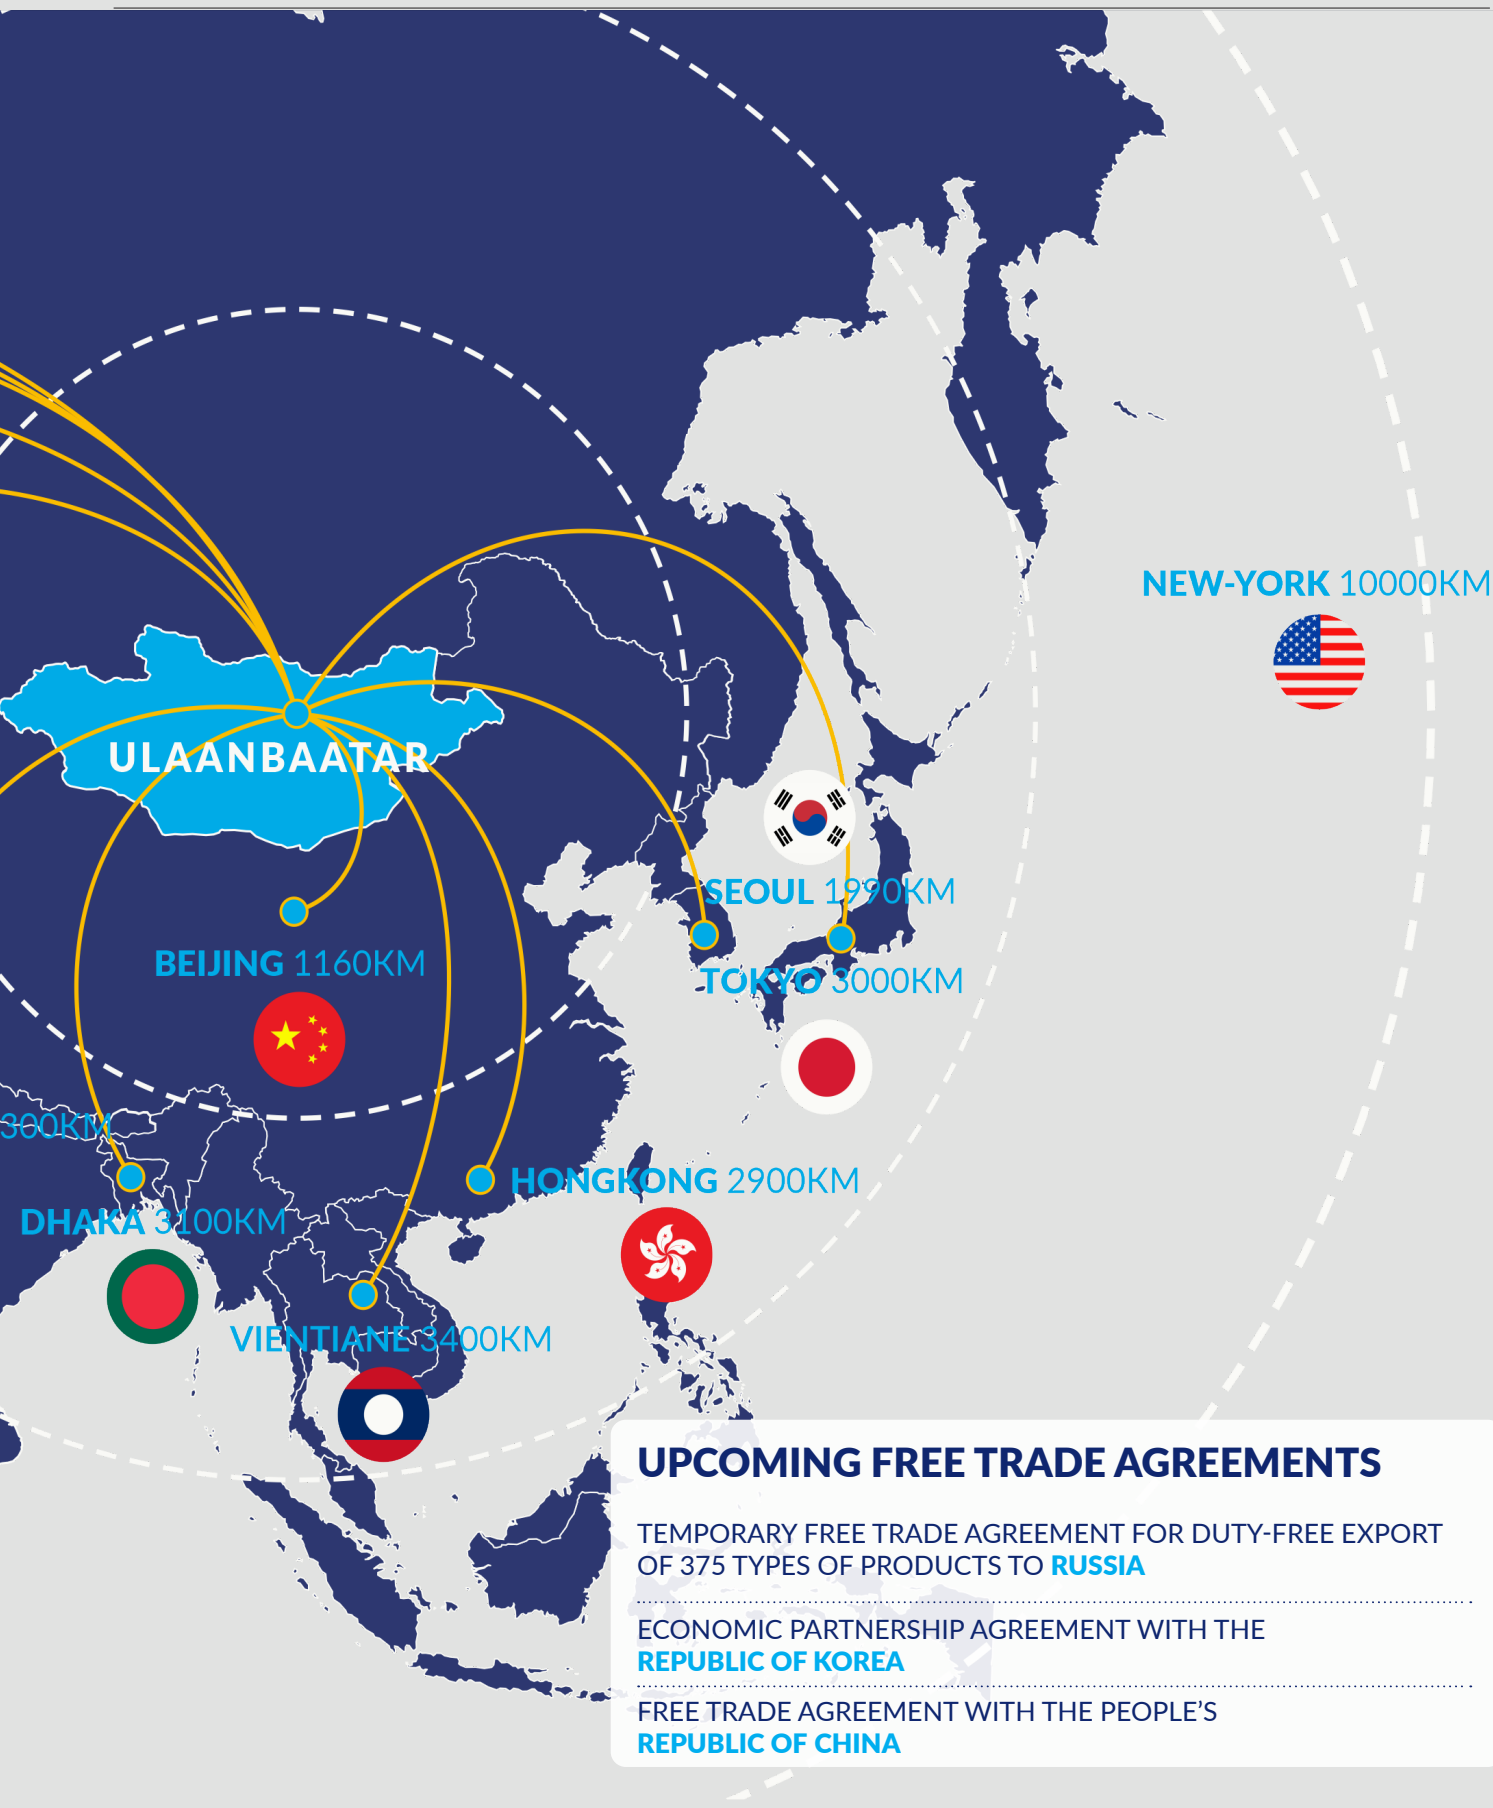 NEW-YORK 10000KM
ULAANBAATAR
SEOUL 1990KM
BEIJING 1160KM
TOKYO 3000KM
300KM
HONGKONG 2900KM
DHAKA 3100KM
VIENTIANE 3400KM
UPCOMING FREE TRADE AGREEMENTS
TEMPORARY FREE TRADE AGREEMENT FOR DUTY-FREE EXPORT
OF 375 TYPES OF PRODUCTS TO RUSSIA
ECONOMIC PARTNERSHIP AGREEMENT WITH THE
REPUBLIC OF KOREA
FREE TRADE AGREEMENT WITH THE PEOPLE’S
REPUBLIC OF CHINA